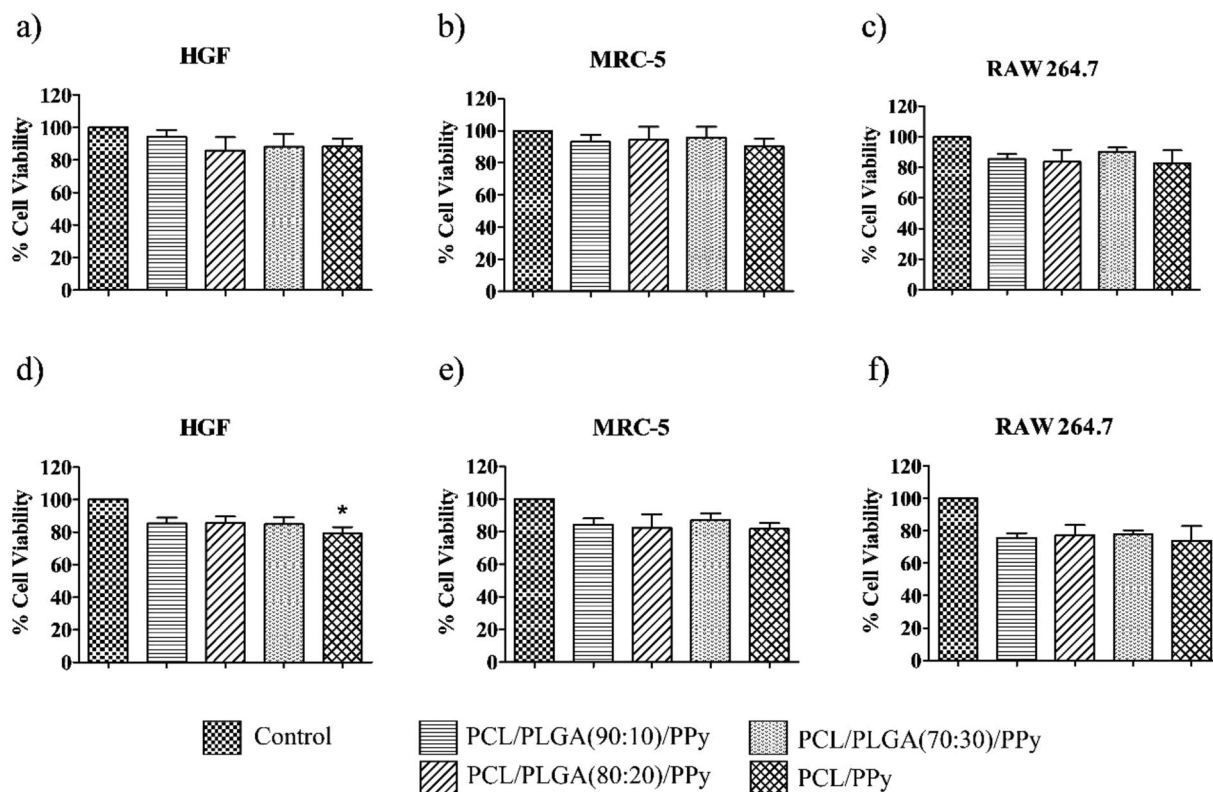 a)
HGF
% Cell Viability
120
100
80
60
40
20
0
b)
MRC-5
% Cell Viability
120
100
80
60
40
20
0
c)
RAW 264.7
% Cell Viability
120
100
80
60
40
20
0
d)
HGF
% Cell Viability
120
100
80
60
40
20
0
*
e)
MRC-5
% Cell Viability
120
100
80
60
40
20
0
f)
RAW 264.7
% Cell Viability
120
100
80
60
40
20
0
Control
PCL/PLGA(90:10)/PPy
PCL/PLGA(80:20)/PPy
PCL/PLGA(70:30)/PPy
PCL/PPy